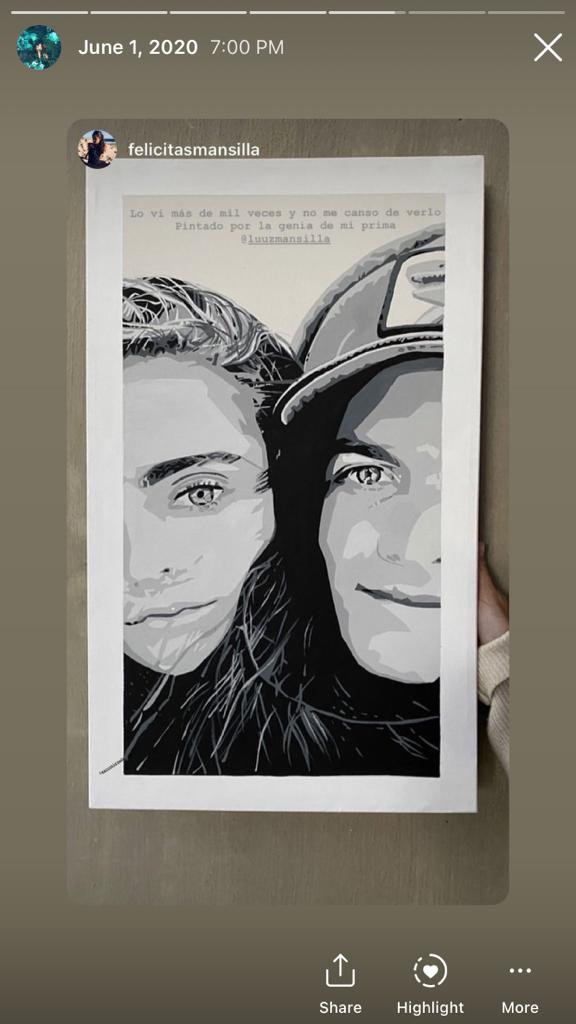 June 1, 2020 7:00 PM
felicitasmansilla
Lo vi más de mil veces y no me canso de verlo
Pintado por la genia de mi prima
@luuzmansilla
Share
Highlight
More